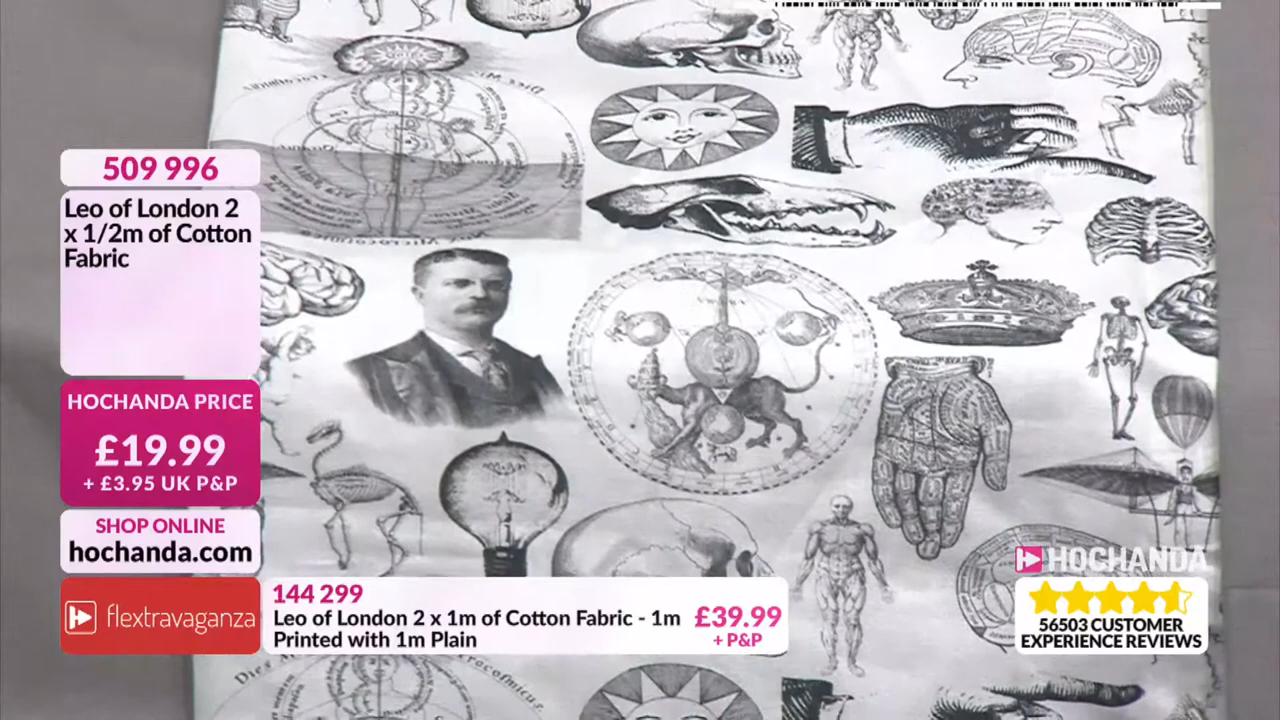 509 996
Leo of London 2
x 1/2m of Cotton
Fabric
HOCHANDA PRICE
£19.99
+ £3.95 UK P&P
SHOP ONLINE
hochanda.com
flextravaganza
144 299
Leo of London 2 x 1m of Cotton Fabric - 1m
Printed with 1m Plain
£39.99
+ P&P
HOCHANDA
56503 CUSTOMER
EXPERIENCE REVIEWS